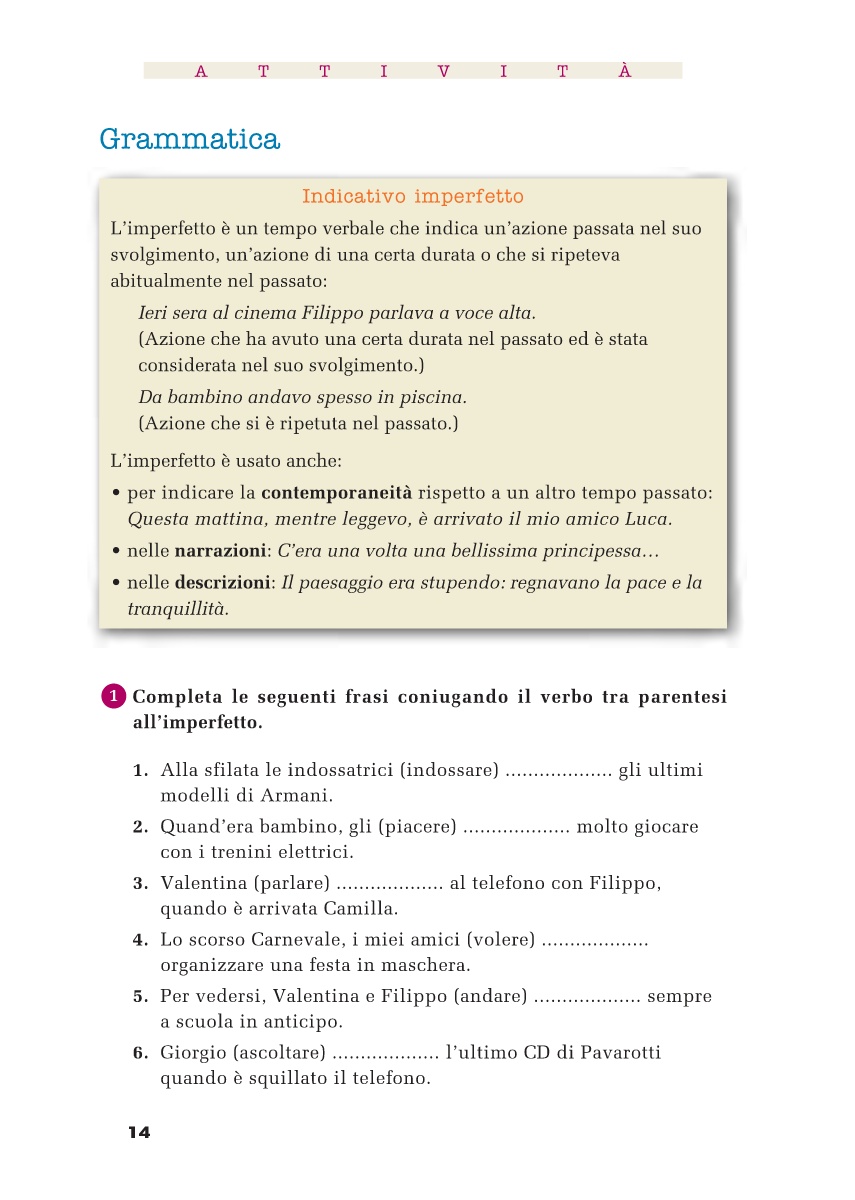 ATTIVITÀ
Grammatica
Indicativo imperfetto
L’imperfetto è un tempo verbale che indica un’azione passata nel suo
svolgimento, un’azione di una certa durata o che si ripeteva
abitualmente nel passato:
Ieri sera al cinema Filippo parlava a voce alta.
(Azione che ha avuto una certa durata nel passato ed è stata
considerata nel suo svolgimento.)
Da bambino andavo spesso in piscina.
(Azione che si è ripetuta nel passato.)
L’imperfetto è usato anche:
• per indicare la contemporaneità rispetto a un altro tempo passato:
Questa mattina, mentre leggevo, è arrivato il mio amico Luca.
• nelle narrazioni: C’era una volta una bellissima principessa…
• nelle descrizioni: Il paesaggio era stupendo: regnavano la pace e la
tranquillità.
1 Completa le seguenti frasi coniugando il verbo tra parentesi
all’imperfetto.
1. Alla sfilata le indossatrici (indossare) ................... gli ultimi
modelli di Armani.
2. Quand’era bambino, gli (piacere) ................... molto giocare
con i trenini elettrici.
3. Valentina (parlare) ................... al telefono con Filippo,
quando è arrivata Camilla.
4. Lo scorso Carnevale, i miei amici (volere) ...................
organizzare una festa in maschera.
5. Per vedersi, Valentina e Filippo (andare) ................... sempre
a scuola in anticipo.
6. Giorgio (ascoltare) ................... l’ultimo CD di Pavarotti
quando è squillato il telefono.
14